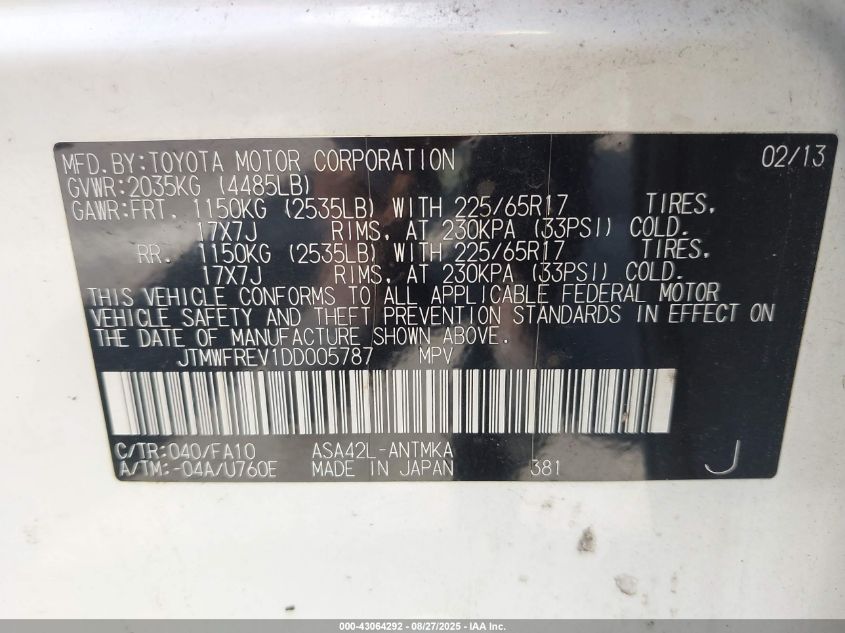 MFD.BY:TOYOTA MOTOR CORPORATION 02/13
GVWR:2035KG (4485LB)
GAWR:FRT. 1150KG (2535LB) WITH 225/65R17 TIRES,
17X7J RIMS, AT 230KPA (33PSI) COLD.
RR. 1150KG (2535LB) WITH 225/65R17 TIRES,
17X7J RIMS, AT 230KPA (33PSI) COLD.
THIS VEHICLE CONFORMS TO ALL APPLICABLE FEDERAL MOTOR
VEHICLE SAFETY AND THEFT PREVENTION STANDARDS IN EFFECT ON
THE DATE OF MANUFACTURE SHOWN ABOVE.
JTMWFREV1DD005787 MPV
C/TR:040/FA10 ASA42L-ANTMKA
A/TM:-04A/U760E MADE IN JAPAN 381 J
000-43064292 - 08/27/2025 - IAA Inc.